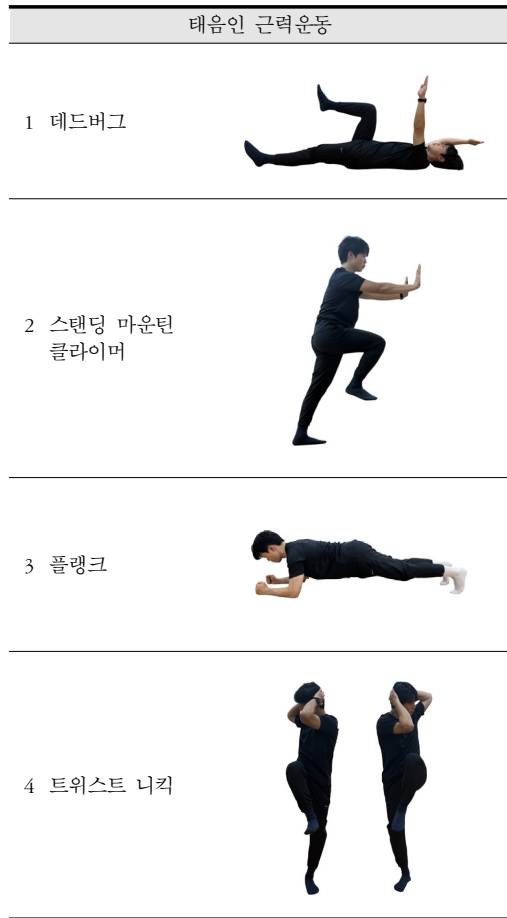 태음인 근력운동
1 데드버그
2 스탠딩 마운틴
클라이머
3 플랭크
4 트위스트 니킥